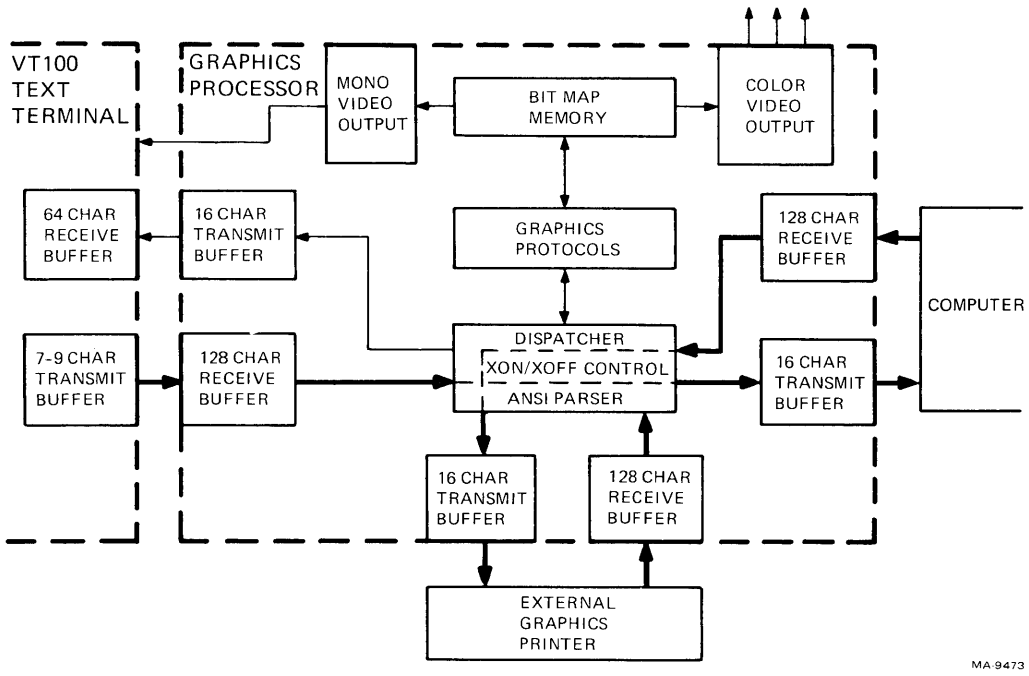 VT100
TEXT
TERMINAL
GRAPHICS
PROCESSOR
MONO
VIDEO
OUTPUT
BIT MAP
MEMORY
COLOR
VIDEO
OUTPUT
64 CHAR
RECEIVE
BUFFER
16 CHAR
TRANSMIT
BUFFER
GRAPHICS
PROTOCOLS
128 CHAR
RECEIVE
BUFFER
COMPUTER
7-9 CHAR
TRANSMIT
BUFFER
128 CHAR
RECEIVE
BUFFER
DISPATCHER
XON/XOFF CONTROL
ANSI PARSER
16 CHAR
TRANSMIT
BUFFER
16 CHAR
TRANSMIT
BUFFER
128 CHAR
RECEIVE
BUFFER
EXTERNAL
GRAPHICS
PRINTER
MA-9473